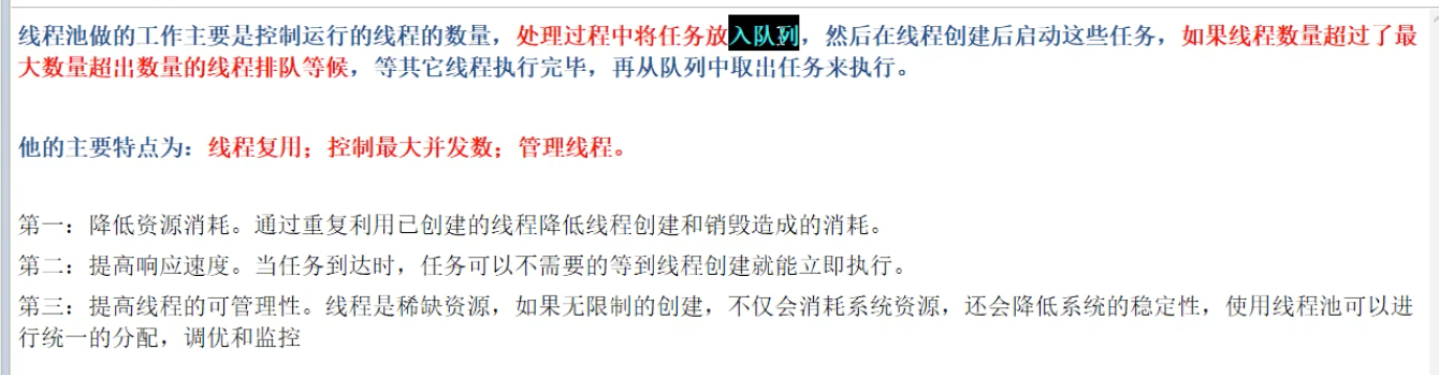 线程池做的工作主要是控制运行的线程的数量，处理过程中将任务放入队列，然后在线程创建后启动这些任务，如果线程数量超过了最
大数量超出数量的线程排队等候，等其它线程执行完毕，再从队列中取出任务来执行。
他的主要特点为：线程复用；控制最大并发数；管理线程。
第一：降低资源消耗。通过重复利用已创建的线程降低线程创建和销毁造成的消耗。
第二：提高响应速度。当任务到达时，任务可以不需要的等到线程创建就能立即执行。
第三：提高线程的可管理性。线程是稀缺资源，如果无限制的创建，不仅会消耗系统资源，还会降低系统的稳定性，使用线程池可以进
行统一的分配，调优和监控